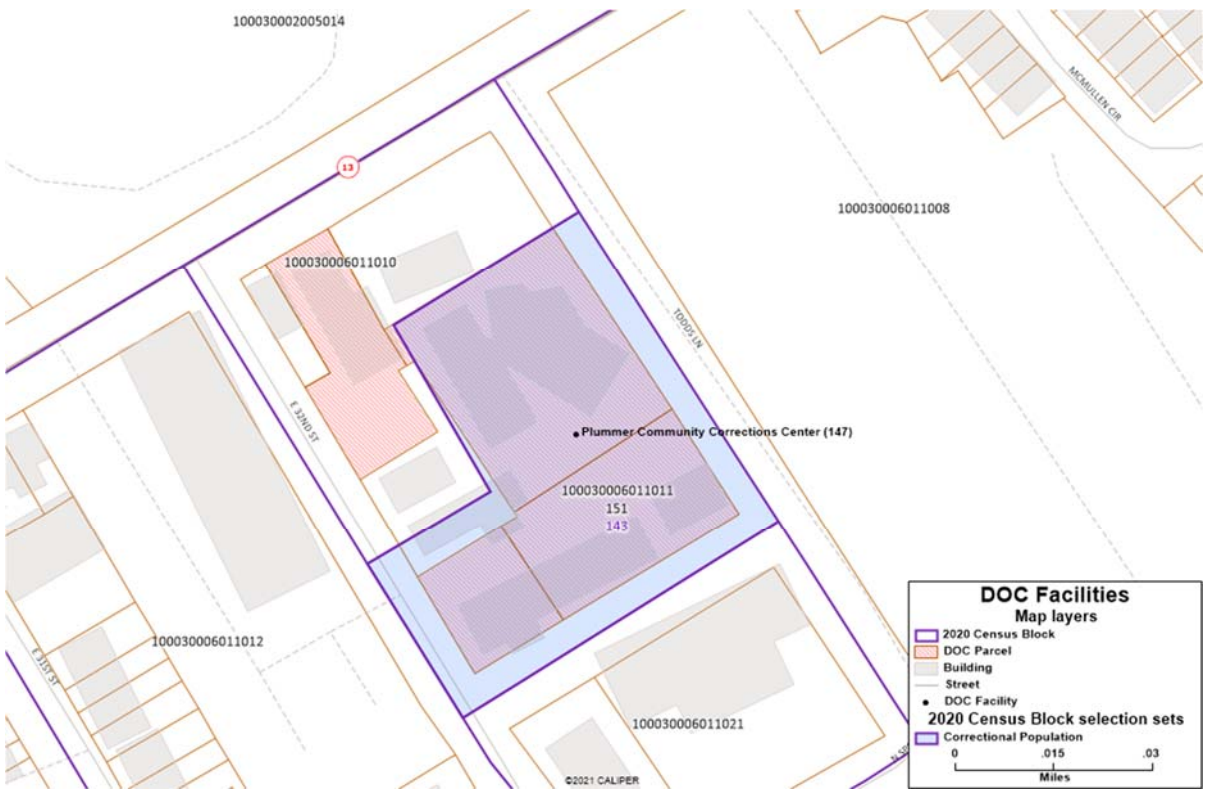 100030002005014
MCMULLEN CIR
13
100030006011008
100030006011010
TODDS LN
E 32ND ST
Plummer Community Corrections Center (147)
100030006011011
151
143
100030006011012
E 31ST ST
100030006011021
©2021 CALIPER
DOC Facilities
Map layers
2020 Census Block
DOC Parcel
Building
Street
DOC Facility
2020 Census Block selection sets
Correctional Population
0 .015 .03
Miles